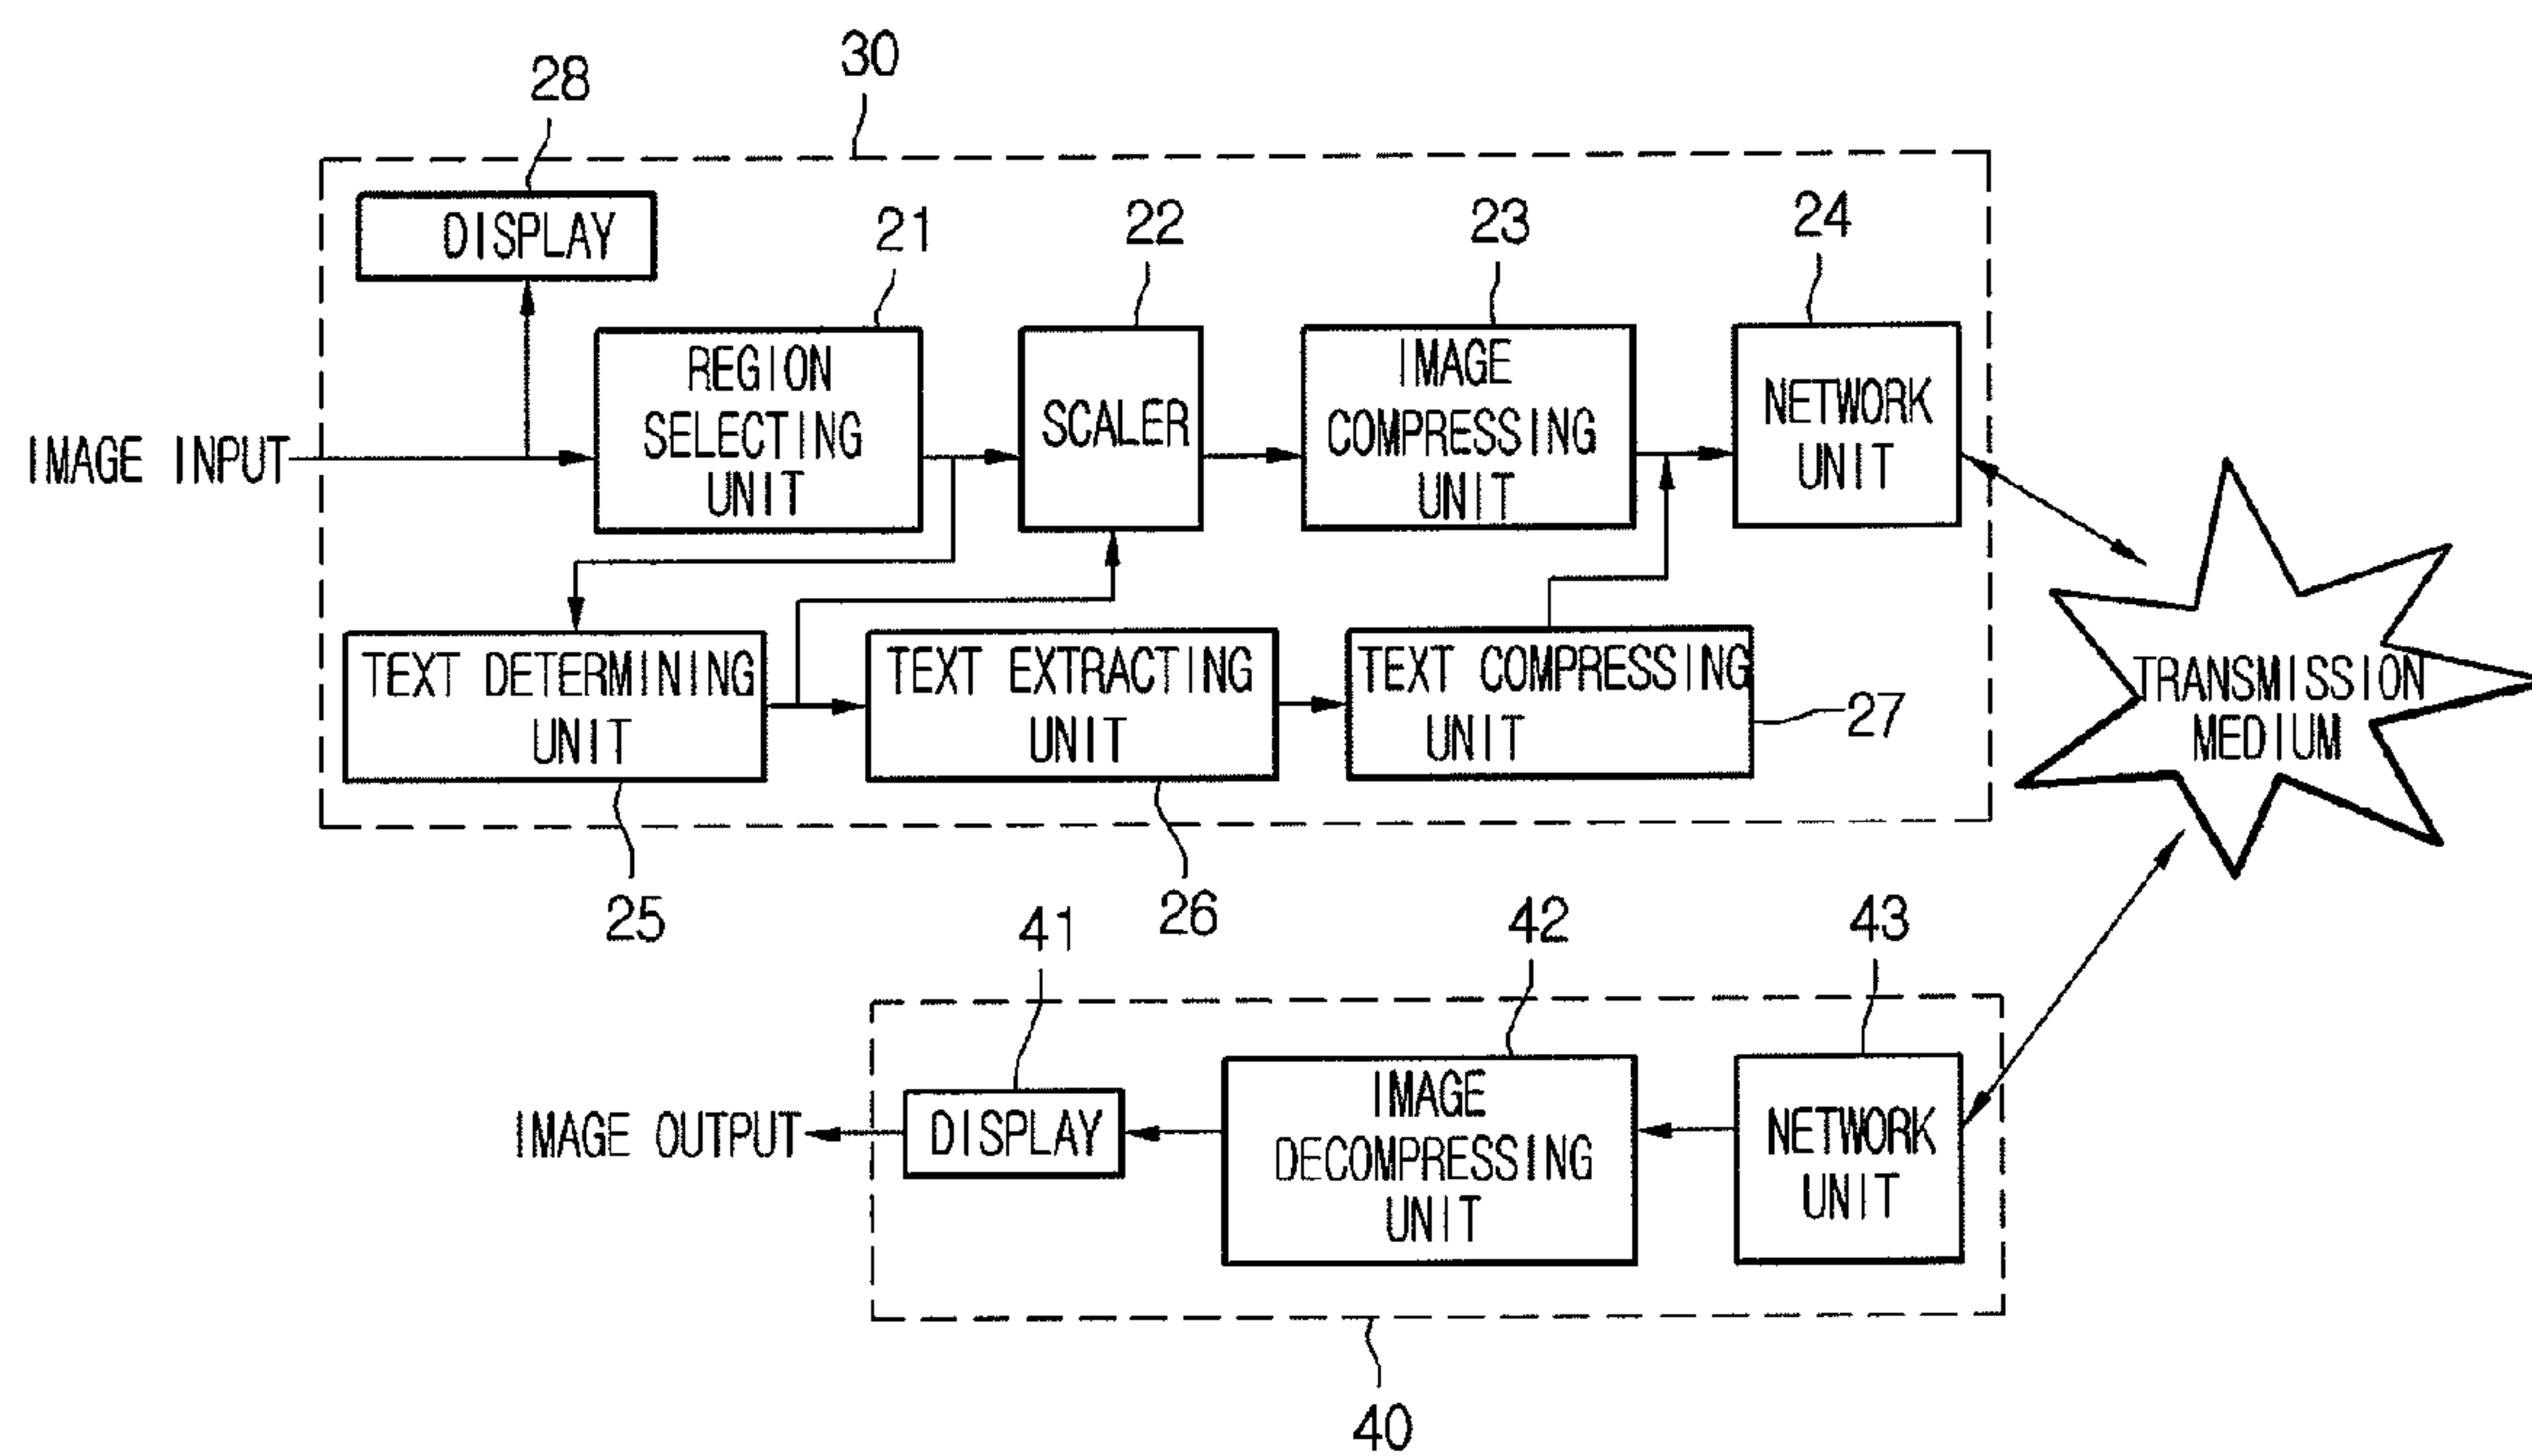 30
28
DISPLAY
21
22
23
24
IMAGE INPUT
REGION
SELECTING
UNIT
SCALER
IMAGE
COMPRESSING
UNIT
NETWORK
UNIT
TEXT DETERMINING
UNIT
TEXT EXTRACTING
UNIT
TEXT COMPRESSING
UNIT
27
TRANSMISSION
MEDIUM
25
26
41
42
43
IMAGE OUTPUT
DISPLAY
IMAGE
DECOMPRESSING
UNIT
NETWORK
UNIT
40